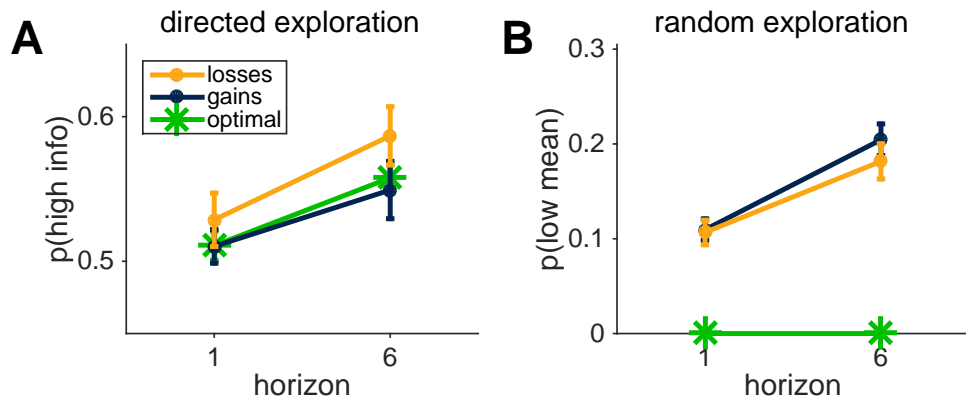 A
directed exploration
losses
gains
optimal
p(high info)
0.6
0.5
1
6
horizon
B
random exploration
p(low mean)
0.3
0.2
0.1
0
1
6
horizon